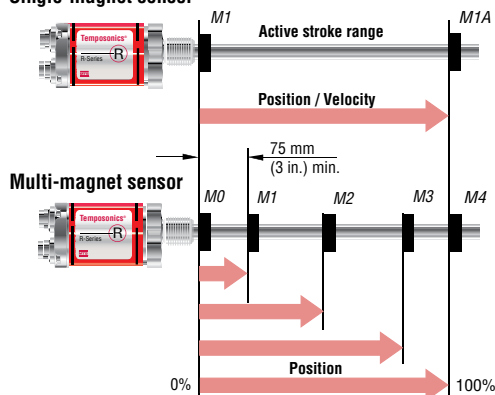 Single-magnet sensor
M1
M1A
Active stroke range
Temposonics®
R-Series
R
Position / Velocity
75 mm
(3 in.) min.
Multi-magnet sensor
M0
M1
M2
M3
M4
Temposonics®
R-Series
R
Position
0%
100%